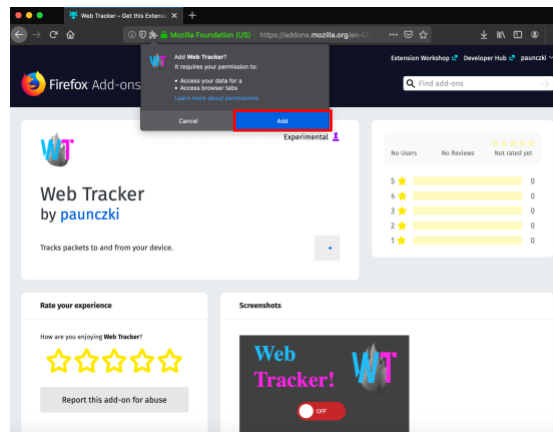 Web Tracker – Get this Extensi
Mozilla Foundation (US)
https://addons.mozilla.org/en-U
Extension Workshop
Developer Hub
paunczki
Firefox Add-ons
Find add-ons
Add Web Tracker?
It requires your permission to:
• Access your data for a
• Access browser tabs
Learn more about permissions
Cancel
Add
Experimental
WT
Web Tracker
by paunczki
Tracks packets to and from your device.
No Users
No Reviews
Not rated yet
5 0
4 0
3 0
2 0
1 0
Rate your experience
How are you enjoying Web Tracker?
Report this add-on for abuse
Screenshots
Web
Tracker!
WT
OFF